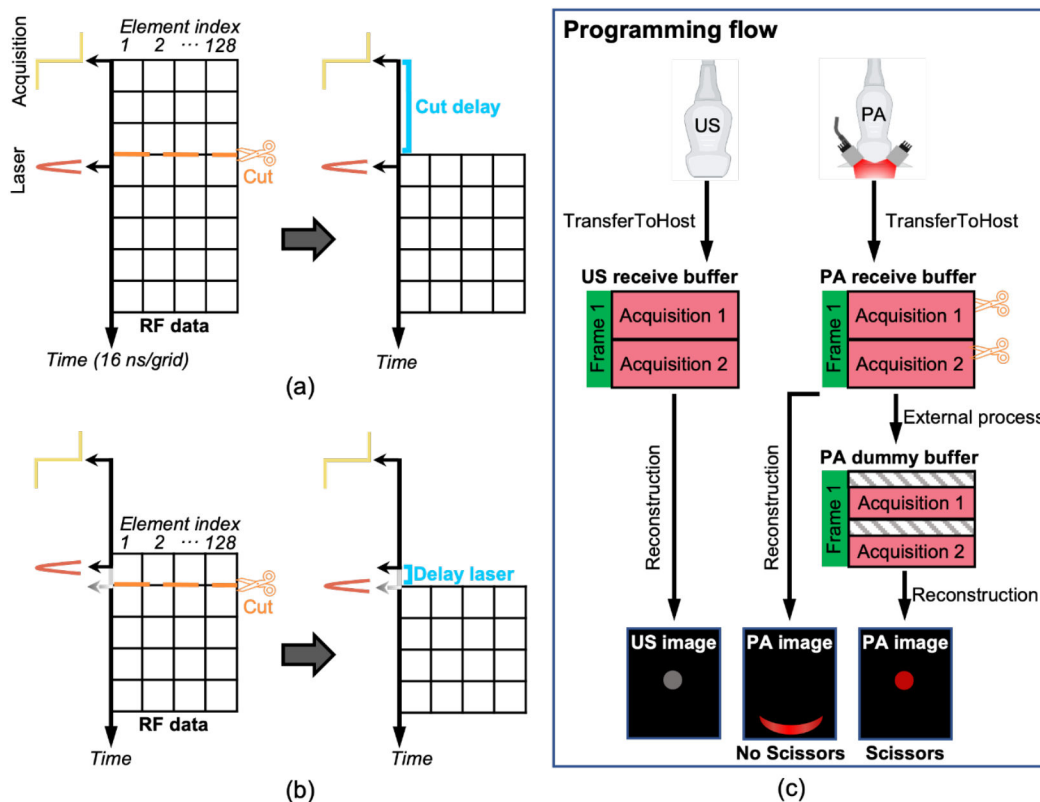 Element index
1 2 ··· 128
Acquisition
Laser
Cut
RF data
Time (16 ns/grid)
Cut delay
Time
(a)
Element index
1 2 ··· 128
Cut
RF data
Time
Delay laser
Time
(b)
Programming flow
US
PA
TransferToHost
TransferToHost
US receive buffer
PA receive buffer
Frame 1
Acquisition 1
Acquisition 2
Frame 1
Acquisition 1
Acquisition 2
External process
PA dummy buffer
Frame 1
Acquisition 1
Acquisition 2
Reconstruction
Reconstruction
Reconstruction
US image
PA image
PA image
No Scissors
Scissors
(c)